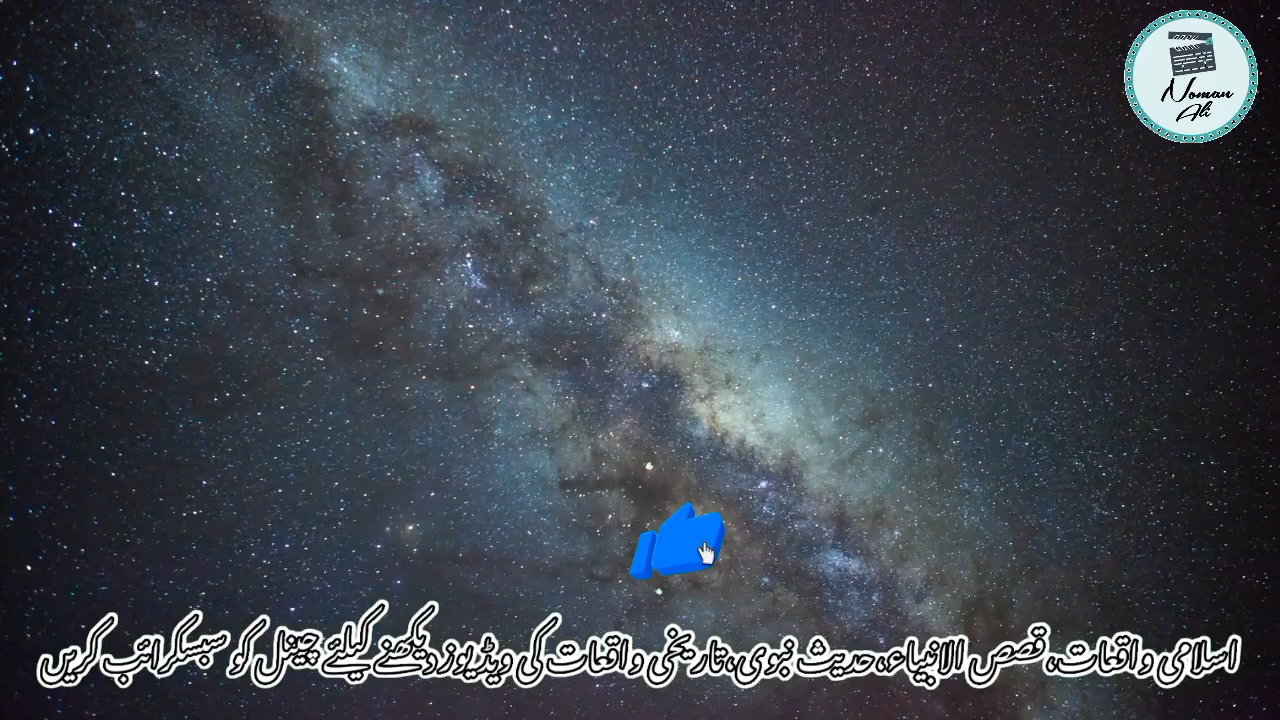 Noman
Ali
اسلامی واقعات، قصص الانبیاء، حدیث نبوی، تاریخی واقعات کی ویڈیوز دیکھنے کیلئے چینل کو سبسکرائب کریں